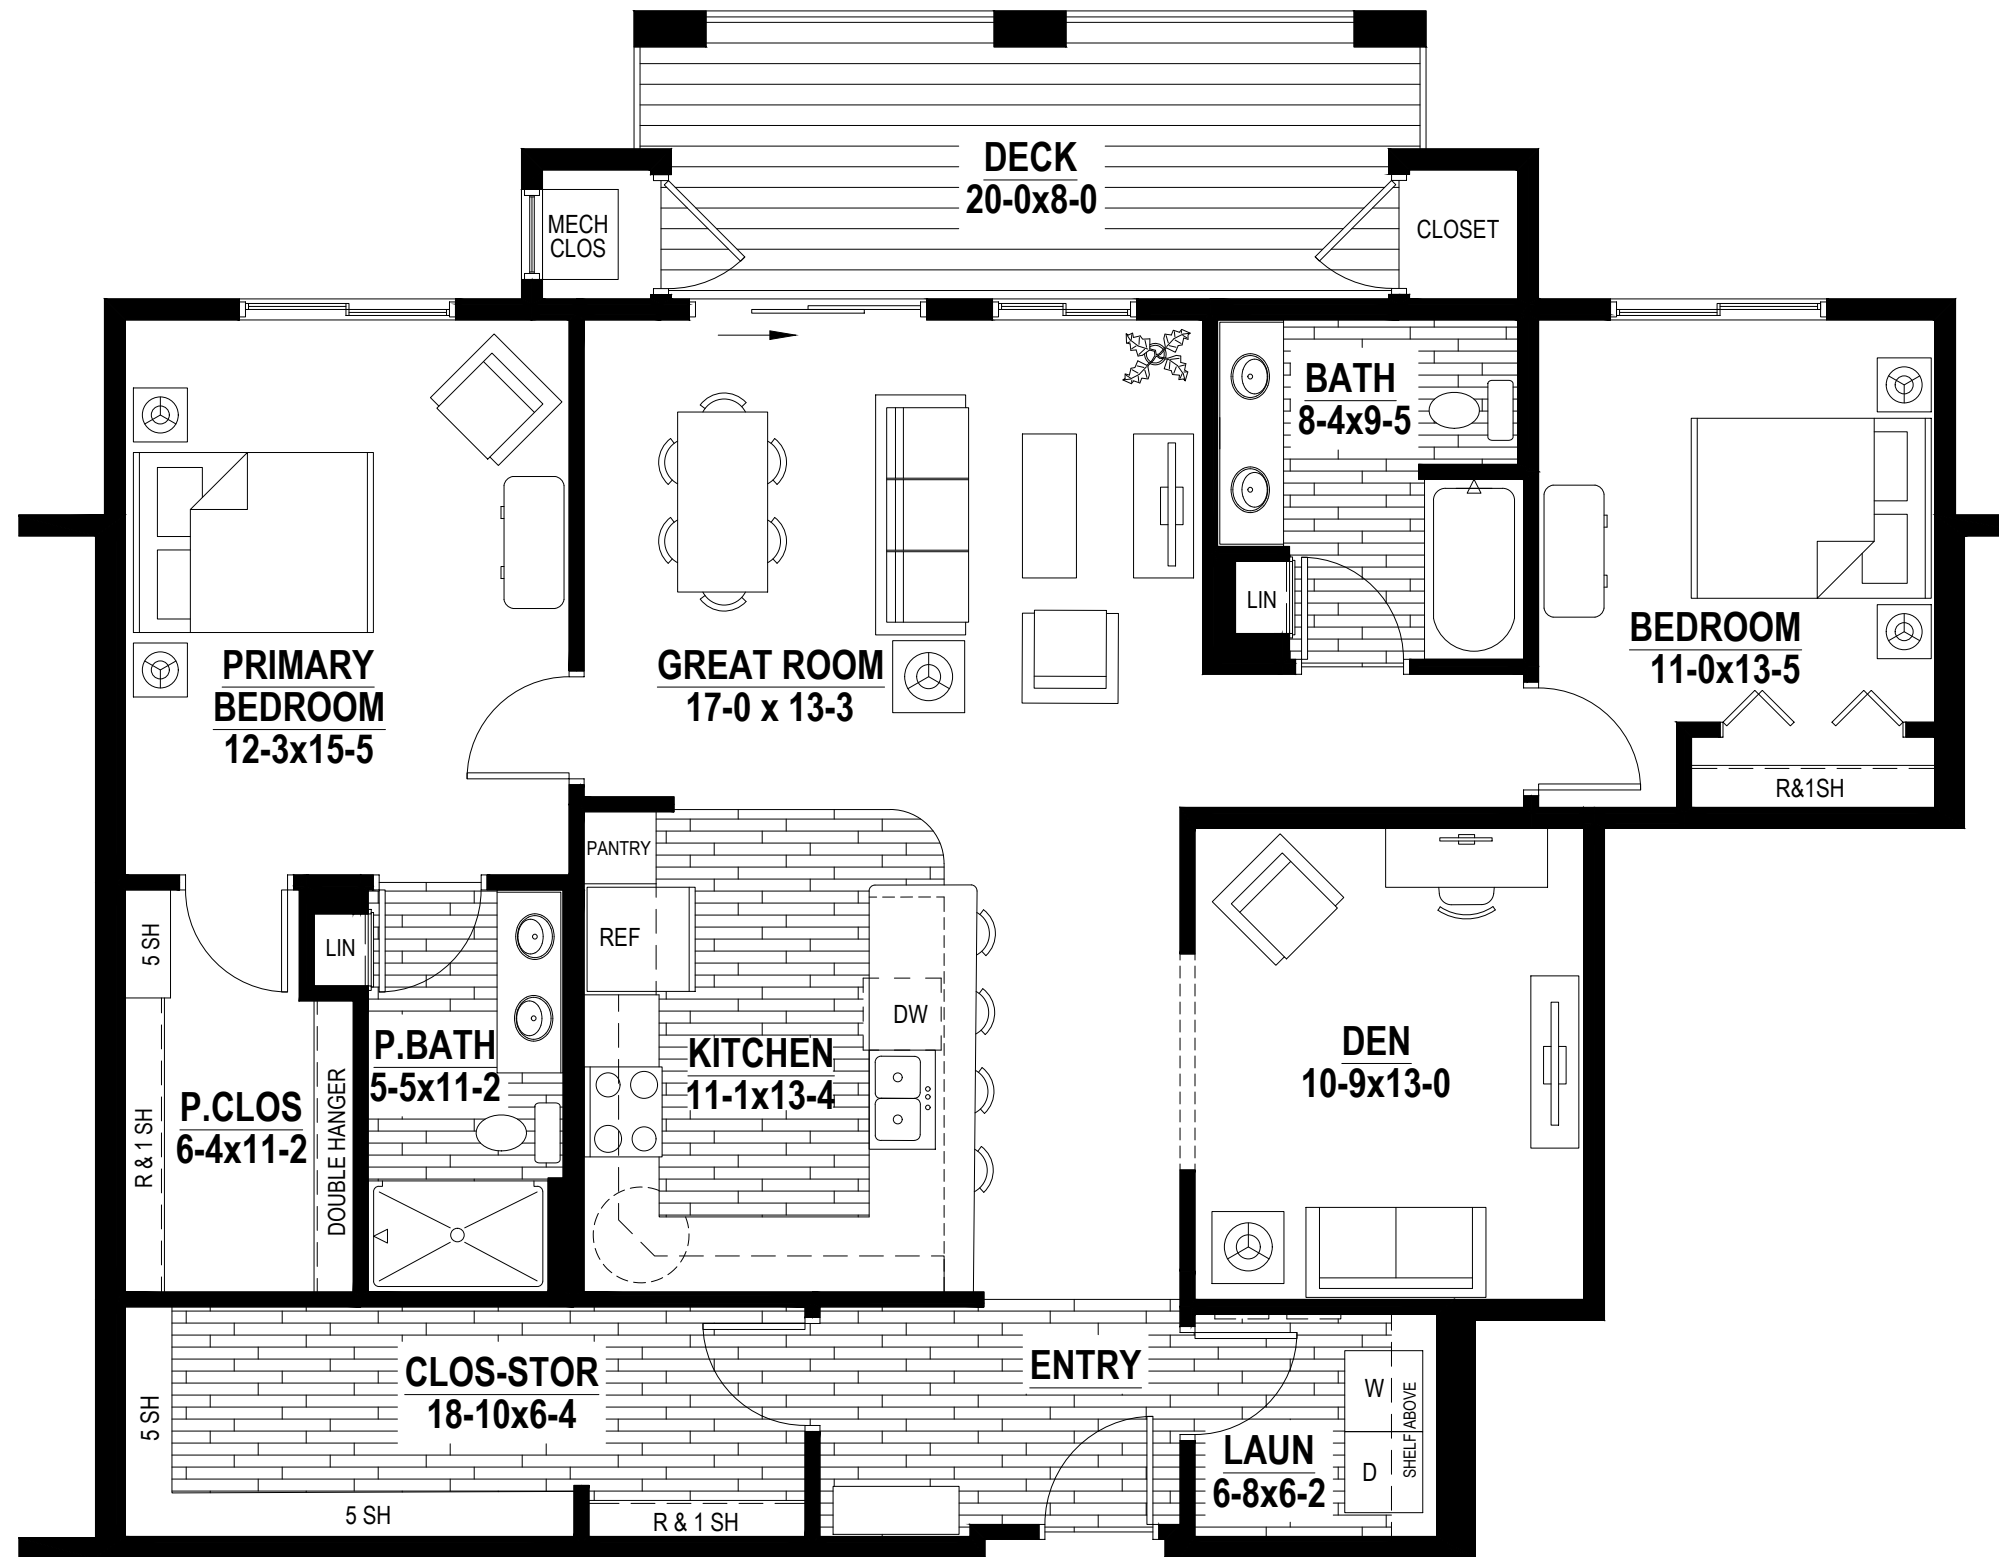 DECK
20-0x8-0
MECH
CLOS
CLOSET
BATH
8-4x9-5
LIN
BEDROOM
11-0x13-5
R&1SH
PRIMARY
BEDROOM
12-3x15-5
GREAT ROOM
17-0 x 13-3
PANTRY
REF
DW
KITCHEN
11-1x13-4
DEN
10-9x13-0
5 SH
LIN
P.BATH
5-5x11-2
P.CLOS
6-4x11-2
R & 1 SH
DOUBLE HANGER
CLOS-STOR
18-10x6-4
5 SH
5 SH
R & 1 SH
ENTRY
LAUN
6-8x6-2
W
D
SHELF ABOVE